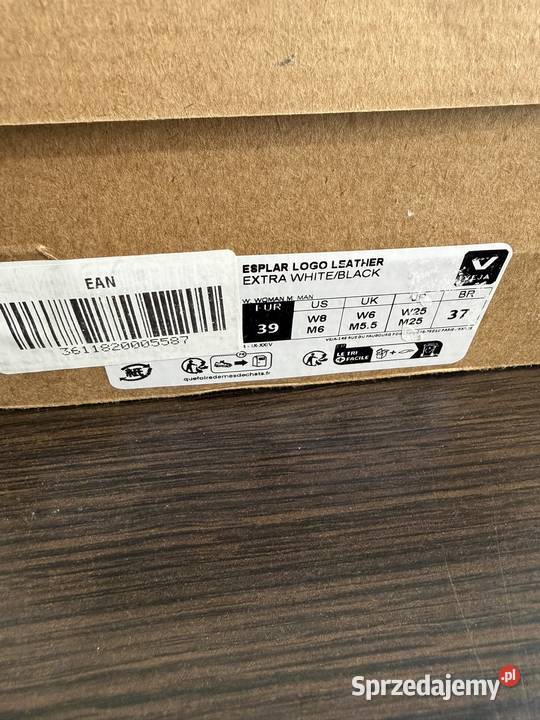 ESPLAR LOGO LEATHER
EXTRA WHITE/BLACK
VEJA
EAN
3611820005587
W. WOMAN M. MAN
EUR US UK BR
39 W8 W6 W25 37
M6 M5.5 M25
LE TRI
+ FACILE
FR
quefairedemesdechets.fr
Sprzedajemy.pl